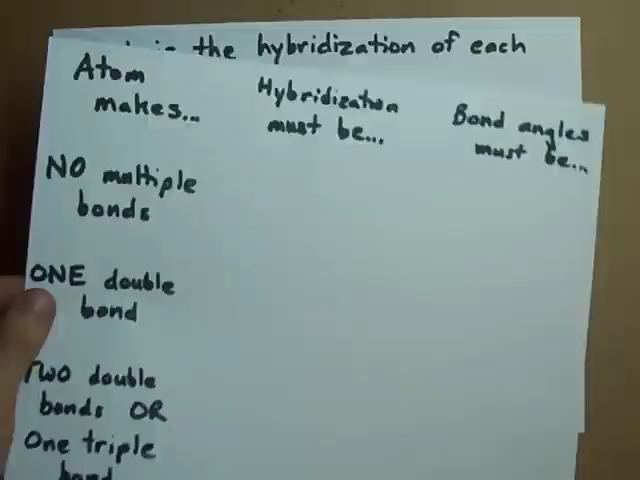 the hybridization of each
Atom
makes...
Hybridization
must be...
Bond angles
must be...
NO multiple
bonds
ONE double
bond
Two double
bonds OR
One triple
bond